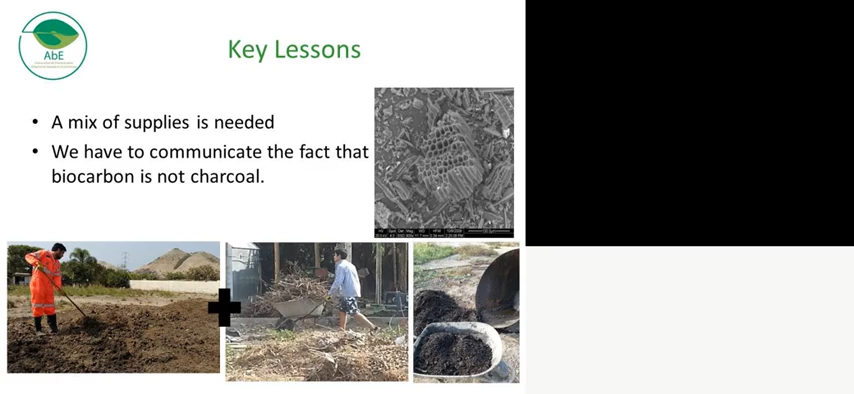 AbE
Key Lessons
• A mix of supplies is needed
• We have to communicate the fact that
biocarbon is not charcoal.